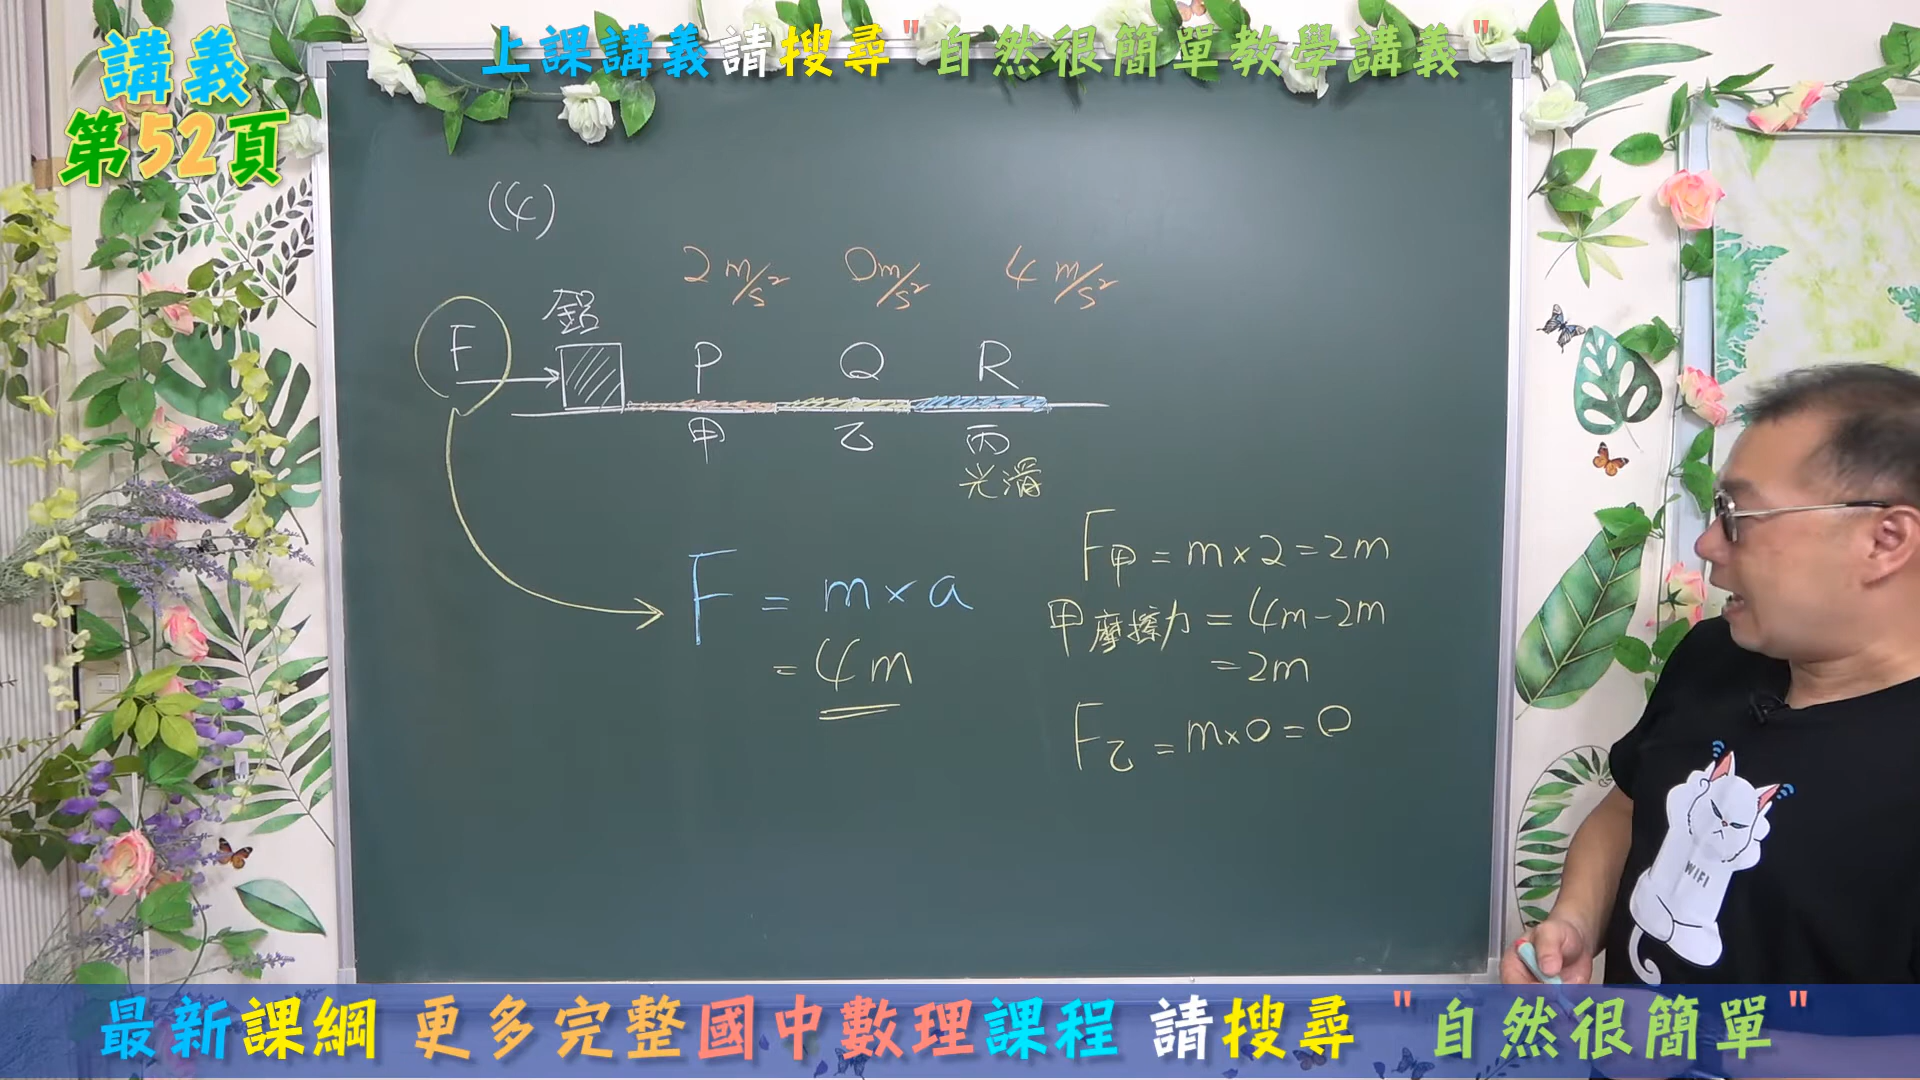 上課講義請搜尋"自然很簡單教學講義"
講義
第52頁
(4)
2 m/s² 0 m/s² 4 m/s²
F 鋁 P Q R
甲 乙 丙
光滑
F = m × a
= 4m
F甲 = m × 2 = 2m
甲摩擦力 = 4m - 2m
= 2m
F乙 = m × 0 = 0
WIFI
最新課綱 更多完整國中數理課程 請搜尋 "自然很簡單"